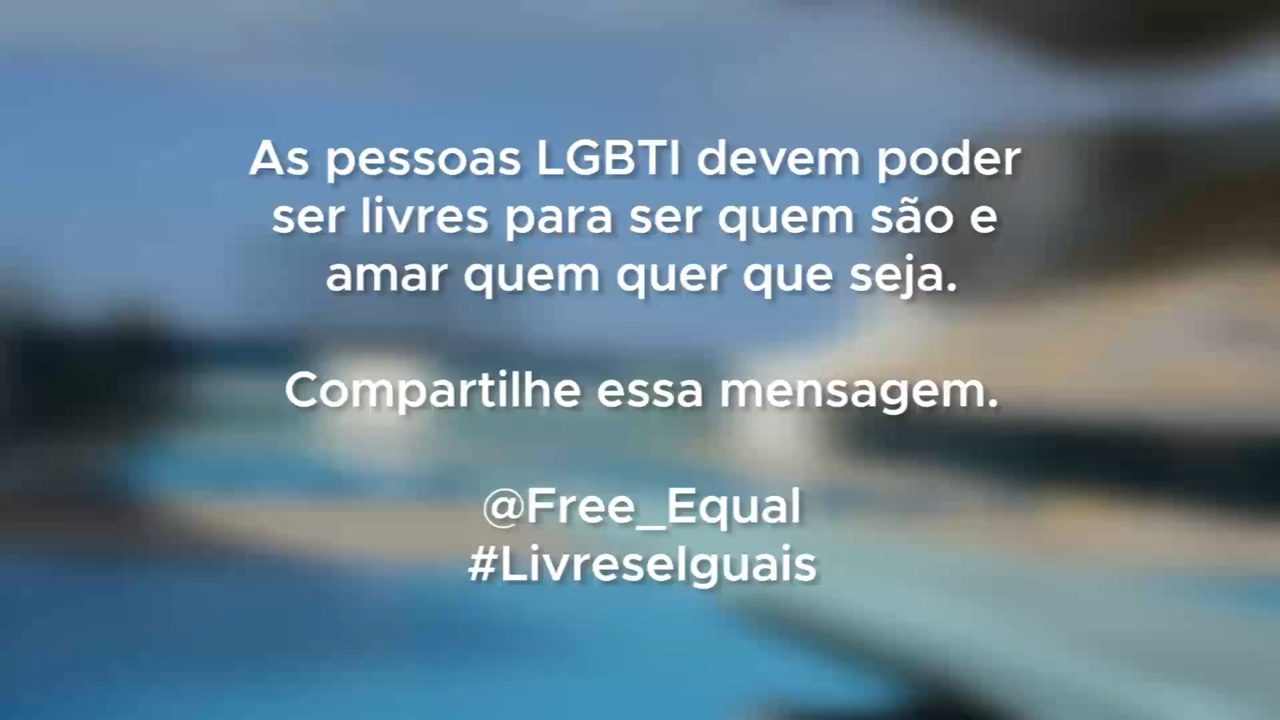 As pessoas LGBTI devem poder
ser livres para ser quem são e
amar quem quer que seja.
Compartilhe essa mensagem.
@Free_Equal
#LivreseIguais